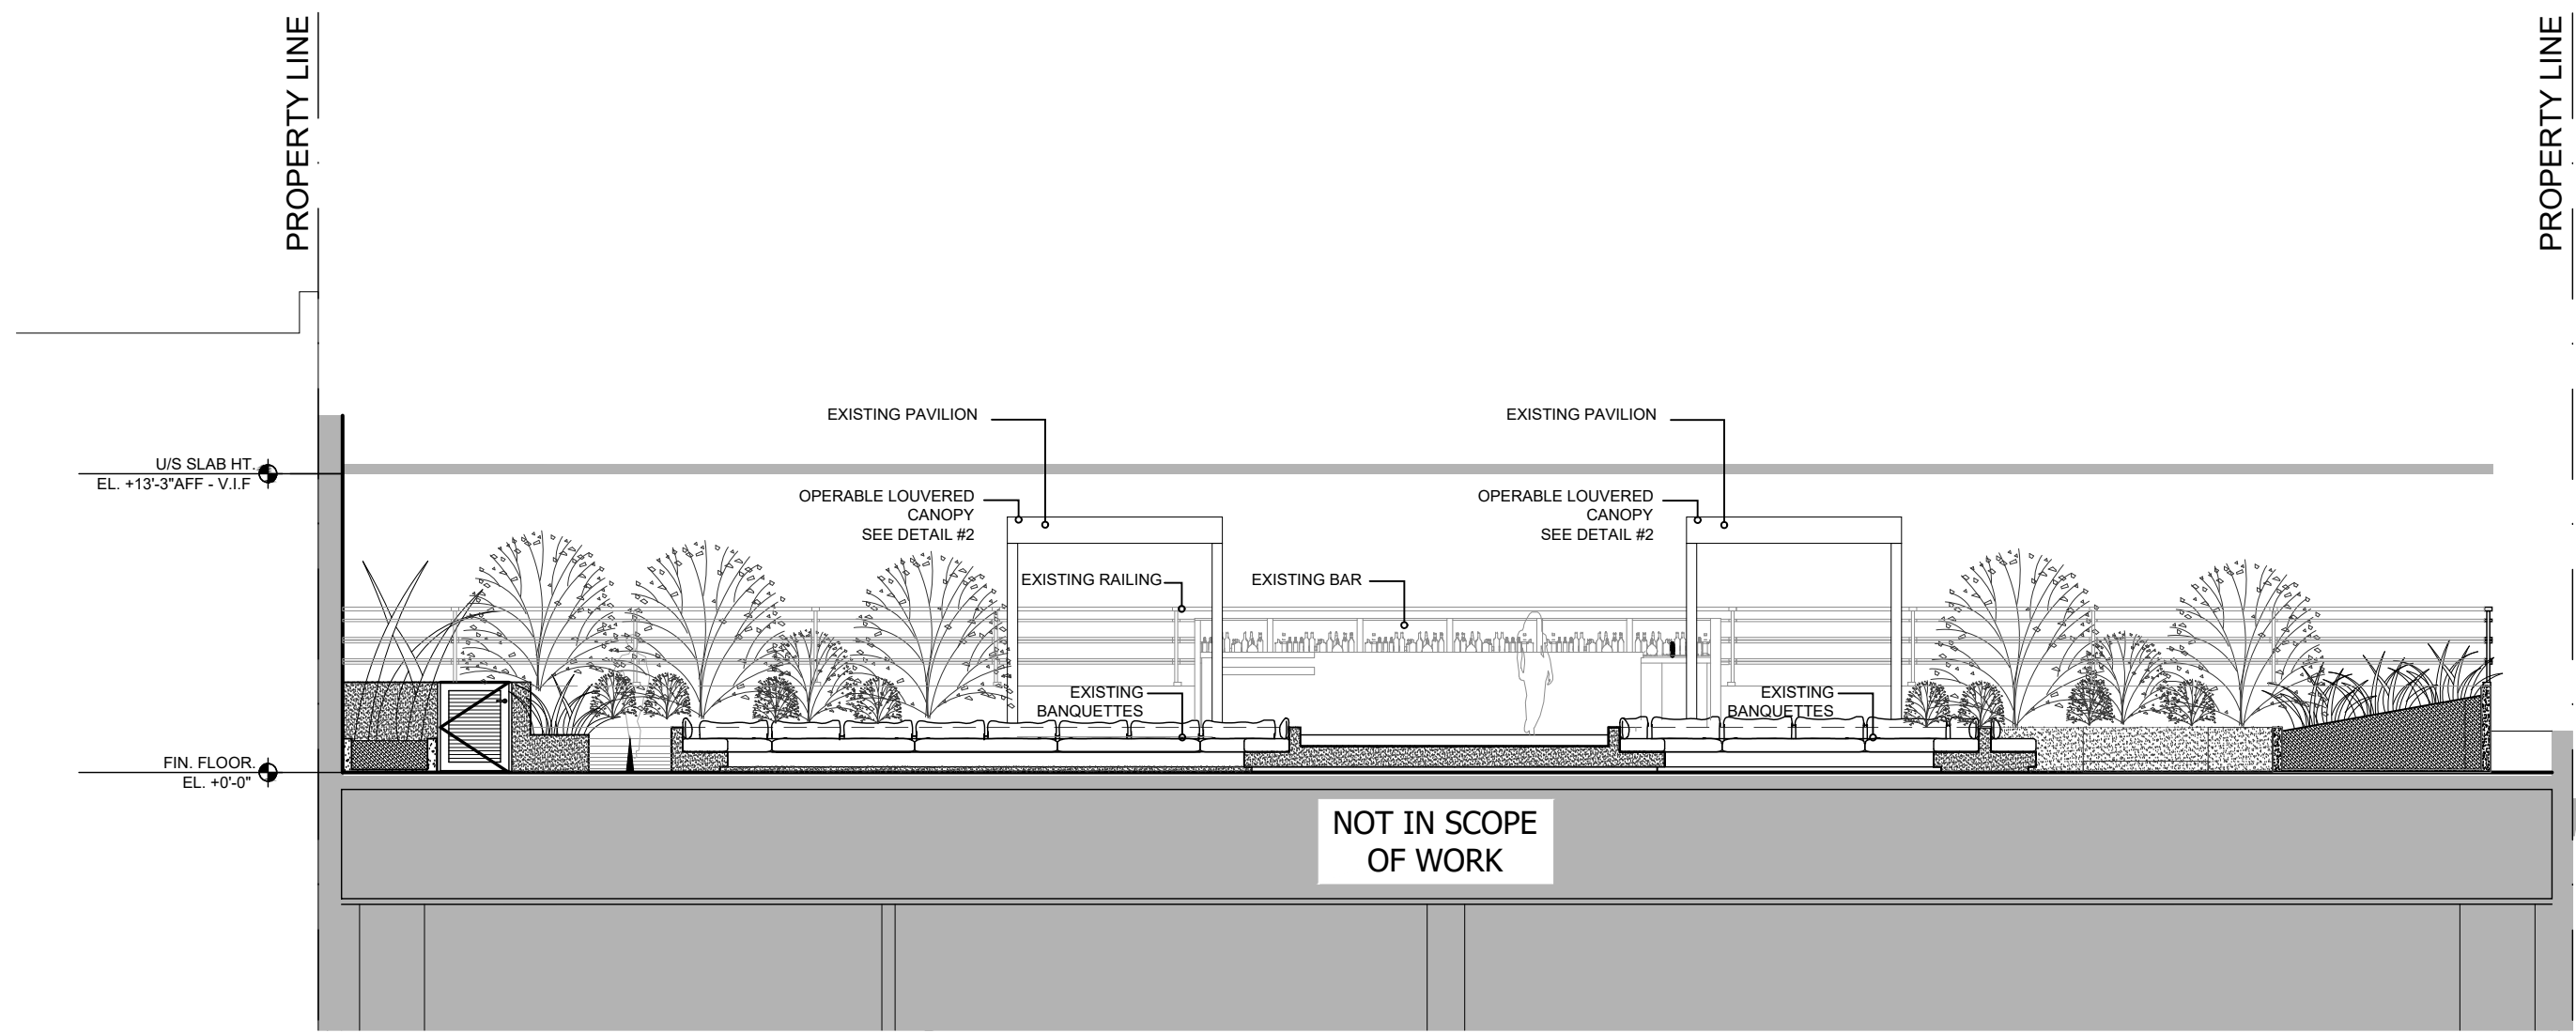 PROPERTY LINE
PROPERTY LINE
EXISTING PAVILION
EXISTING PAVILION
U/S SLAB HT.
EL. +13'-3"AFF - V.I.F
OPERABLE LOUVERED
CANOPY
SEE DETAIL #2
OPERABLE LOUVERED
CANOPY
SEE DETAIL #2
EXISTING RAILING
EXISTING BAR
EXISTING
BANQUETTES
EXISTING
BANQUETTES
FIN. FLOOR.
EL. +0'-0"
NOT IN SCOPE
OF WORK